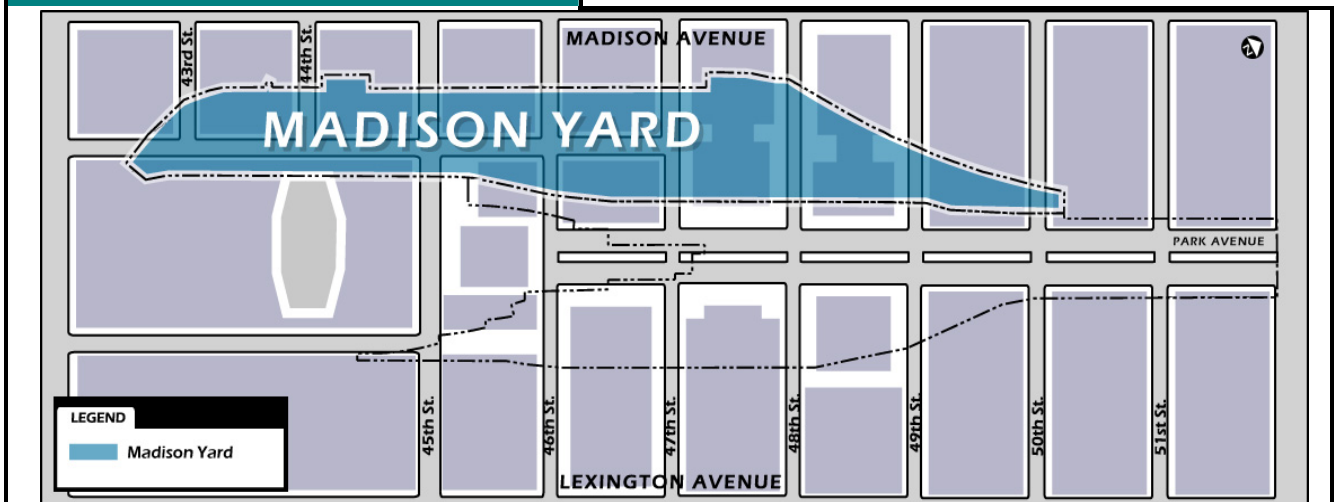 MADISON AVENUE
43rd St.
44th St.
MADISON YARD
PARK AVENUE
45th St.
46th St.
47th St.
48th St.
49th St.
50th St.
51st St.
LEXINGTON AVENUE
LEGEND
Madison Yard